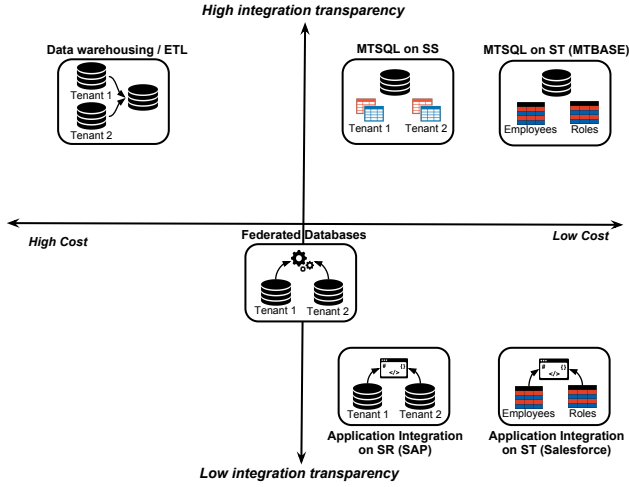 High integration transparency
Data warehousing / ETL
Tenant 1
Tenant 2
MTSQL on SS
Tenant 1
Tenant 2
MTSQL on ST (MTBASE)
Employees
Roles
High Cost
Low Cost
Federated Databases
Tenant 1
Tenant 2
# {}
</>
Tenant 1
Tenant 2
Application Integration
on SR (SAP)
# {}
</>
Employees
Roles
Application Integration
on ST (Salesforce)
Low integration transparency